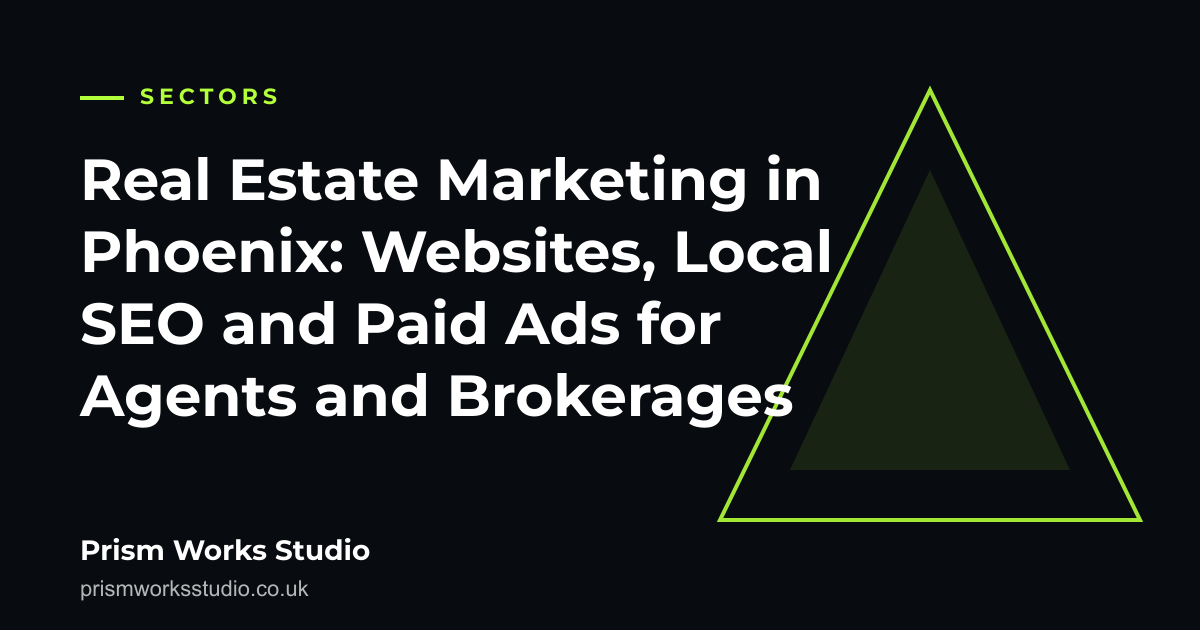 SECTORS
Real Estate Marketing in
Phoenix: Websites, Local
SEO and Paid Ads for
Agents and Brokerages
Prism Works Studio
prismworksstudio.co.uk